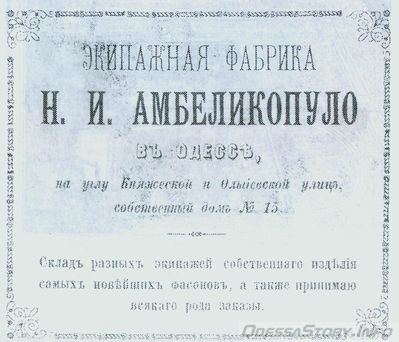 ЭКИПАЖНАЯ ФАБРИКА
Н. И. АМБЕЛИКОПУЛО
ВЪ ОДЕССѢ,
на углу Княжеской и Ольгіевской улицъ,
собственный домъ № 15.
Складъ разныхъ экипажей собственнаго издѣлія
самыхъ новѣйшихъ фасоновъ, а также принимаю
всякаго рода заказы.
OdessaStory.Info